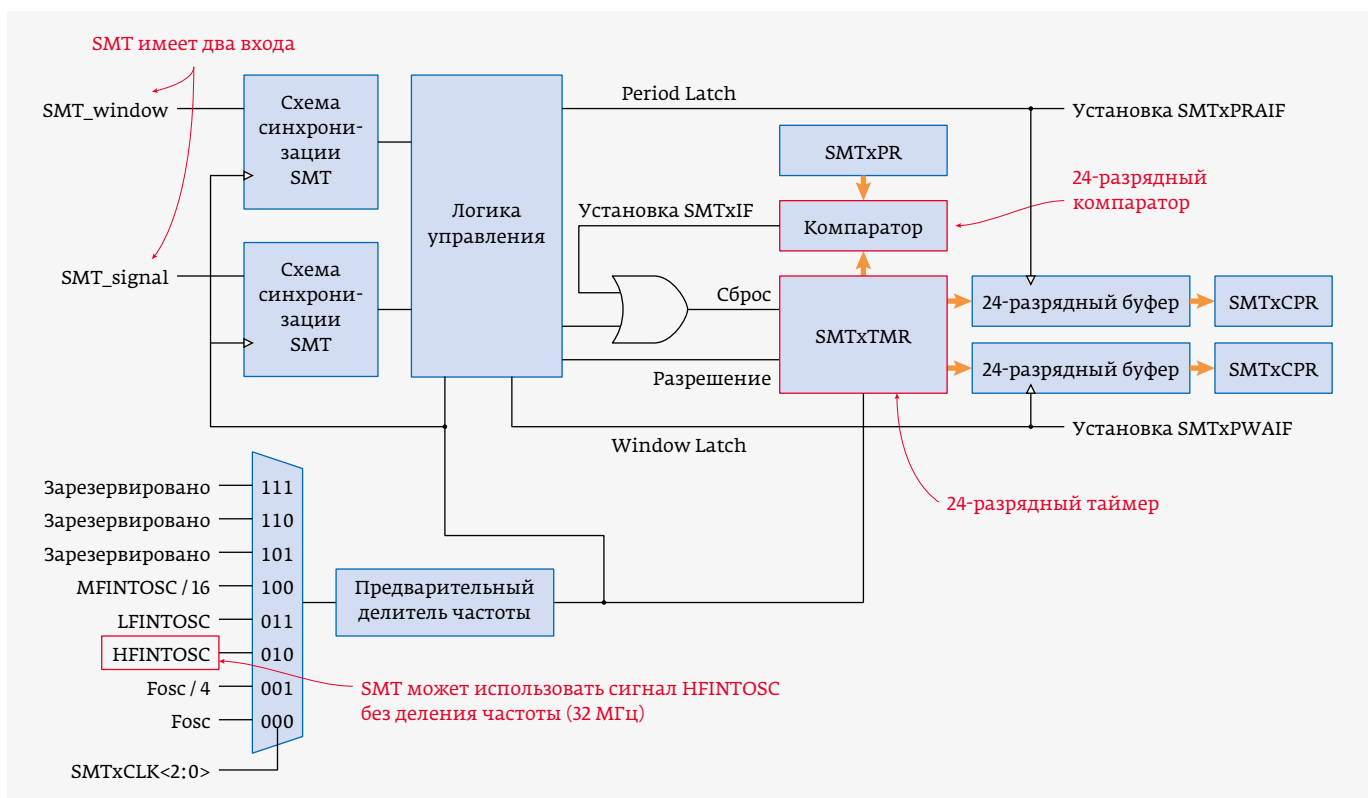 SMT имеет два входа
SMT_window
Схема
синхрони-
зации
SMT
Логика
управления
Period Latch
Установка SMTxPRAIF
SMTxPR
24-разрядный
компаратор
Установка SMTxIF
Компаратор
SMT_signal
Схема
синхрони-
зации
SMT
Сброс
SMTxTMR
24-разрядный буфер
SMTxCPR
24-разрядный буфер
SMTxCPR
Разрешение
Window Latch
Установка SMTxPWAIF
24-разрядный таймер
Зарезервировано 111
Зарезервировано 110
Зарезервировано 101
MFINTOSC / 16 100
LFINTOSC 011
HFINTOSC 010
Fosc / 4 001
Fosc 000
SMTxCLK<2:0>
Предварительный
делитель частоты
SMT может использовать сигнал HFINTOSC
без деления частоты (32 МГц)